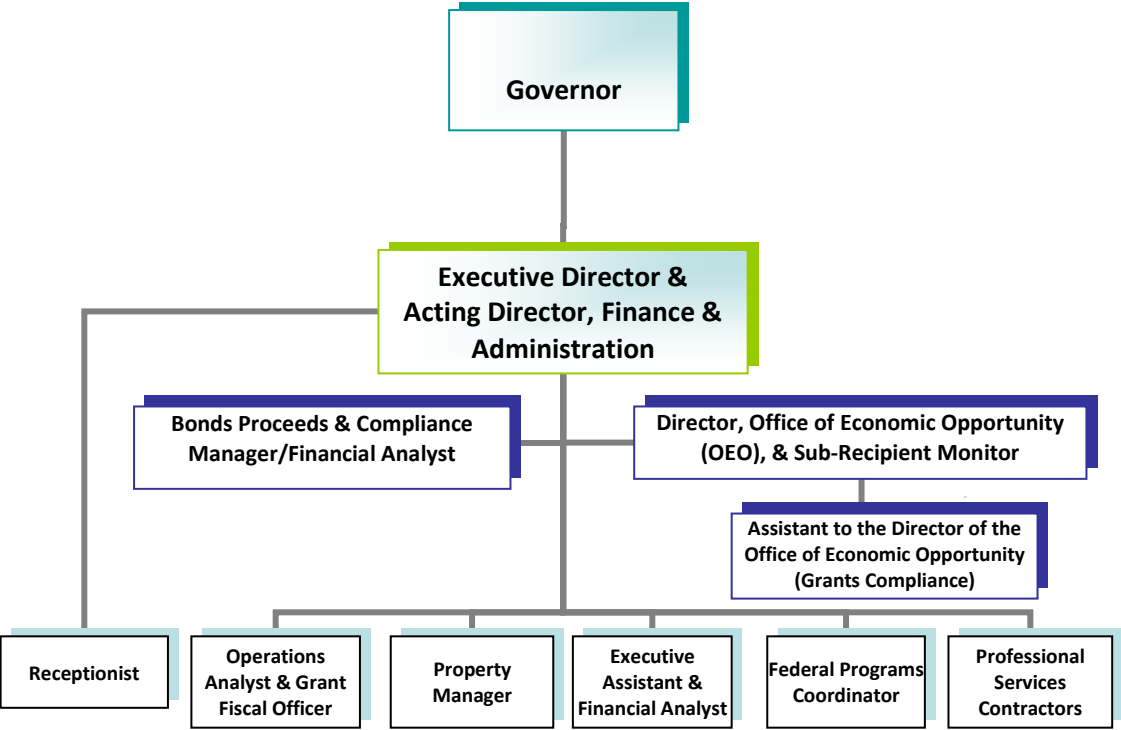 Governor
Executive Director &
Acting Director, Finance &
Administration
Bonds Proceeds & Compliance
Manager/Financial Analyst
Director, Office of Economic Opportunity
(OEO), & Sub-Recipient Monitor
Assistant to the Director of the
Office of Economic Opportunity
(Grants Compliance)
Receptionist
Operations
Analyst & Grant
Fiscal Officer
Property
Manager
Executive
Assistant &
Financial Analyst
Federal Programs
Coordinator
Professional
Services
Contractors